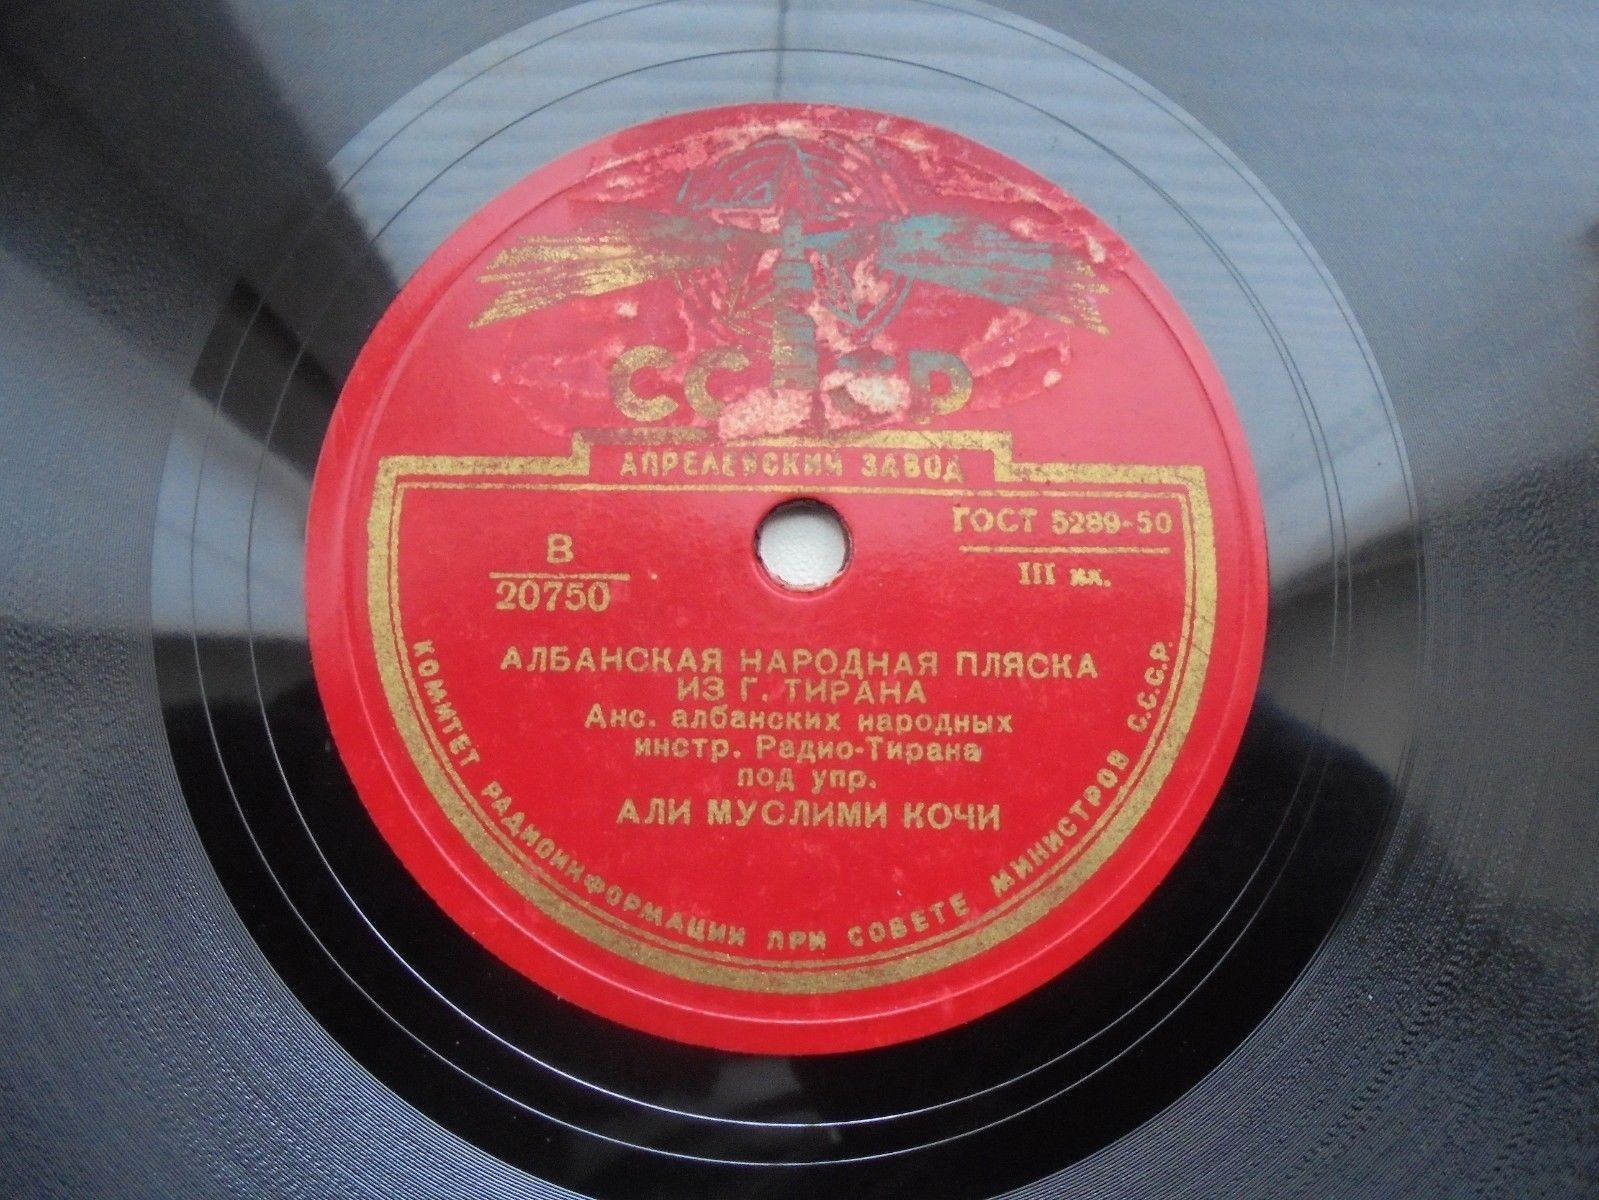 СССР
АПРЕЛЕВСКИЙ ЗАВОД
ГОСТ 5289-50
III кл.
В
20750
АЛБАНСКАЯ НАРОДНАЯ ПЛЯСКА
ИЗ Г. ТИРАНА
Анс. албанских народных
инстр. Радио-Тирана
под упр.
АЛИ МУСЛИМИ КОЧИ
КОМИТЕТ РАДИОИНФОРМАЦИИ ПРИ СОВЕТЕ МИНИСТРОВ С.С.С.Р.